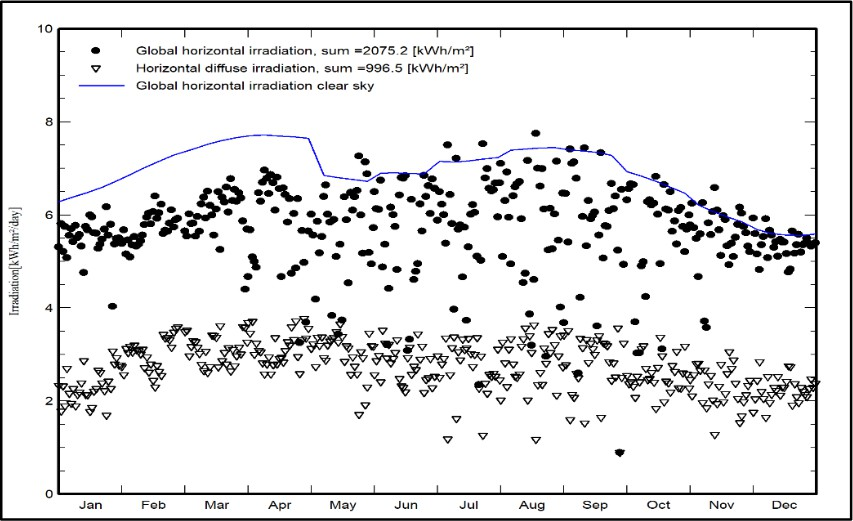 10
Global horizontal irradiation, sum =2075.2 [kWh/m²]
Horizontal diffuse irradiation, sum =996.5 [kWh/m²]
Global horizontal irradiation clear sky
8
6
4
2
0
Irradiation[kWh/m²/day]
Jan Feb Mar Apr May Jun Jul Aug Sep Oct Nov Dec